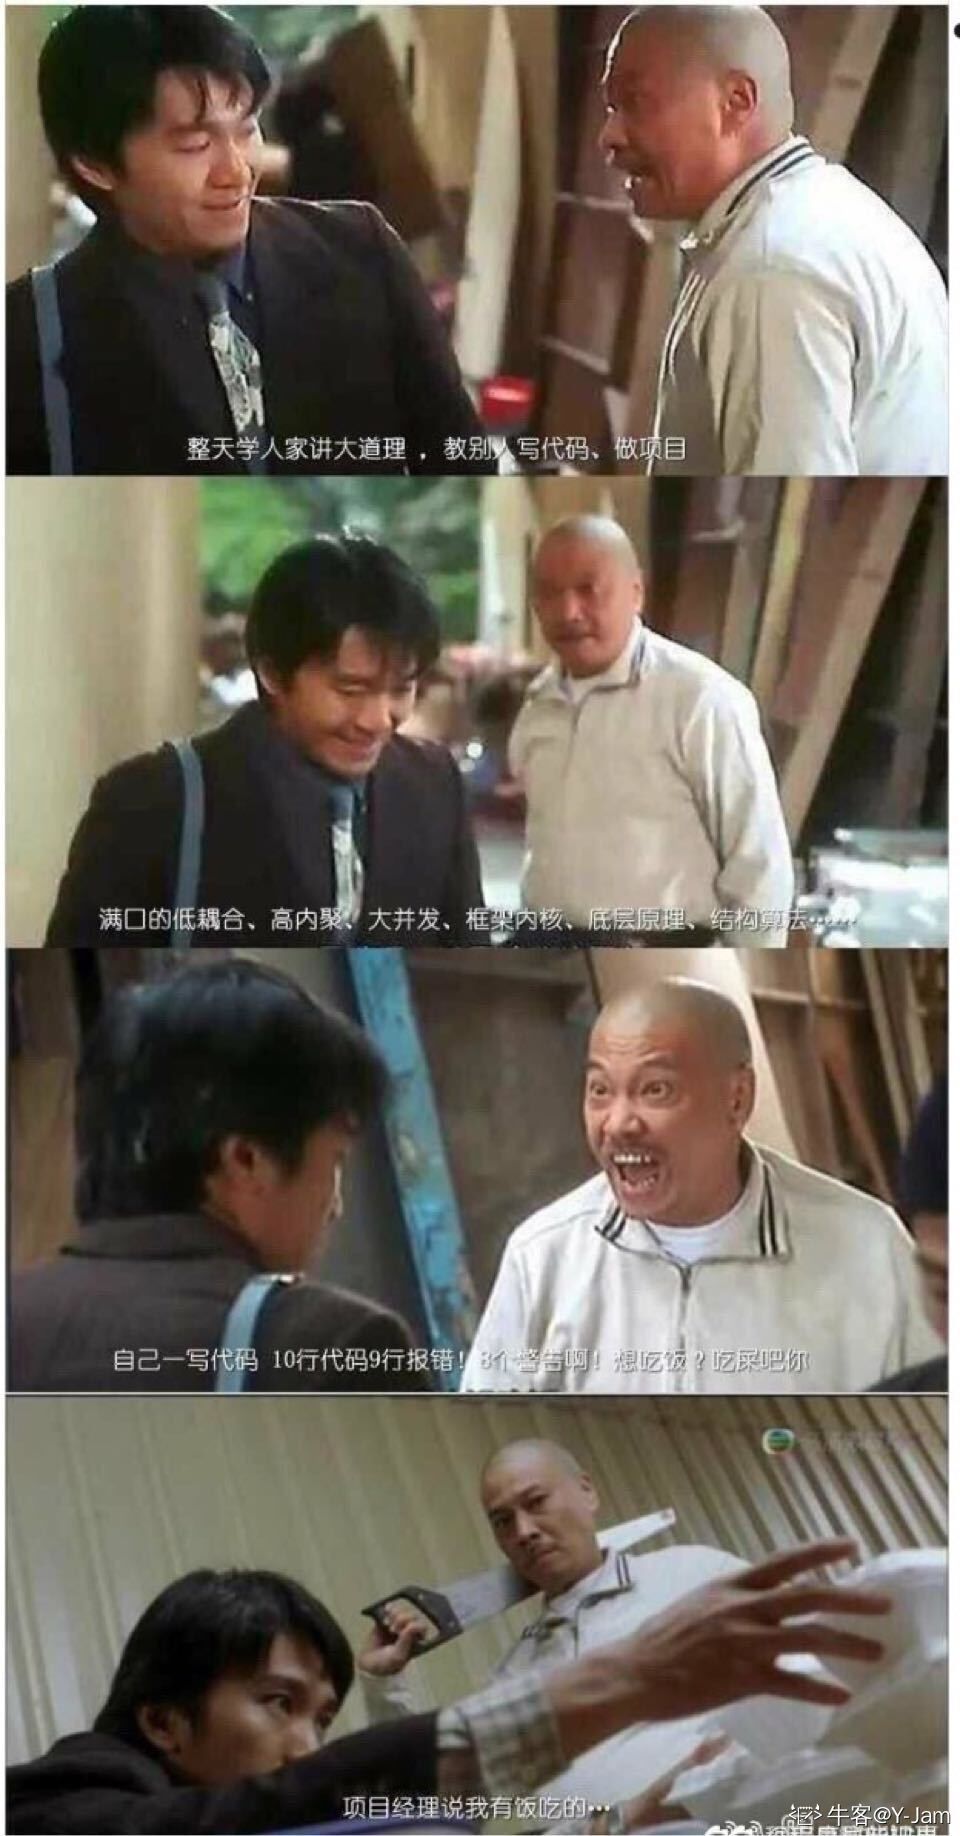 整天学人家讲大道理 ，教别人写代码、做项目
满口的低耦合、高内聚、大并发、框架内核、底层原理、结构算法……
自己一写代码 10行代码9行报错！8个警告啊！想吃饭？吃屎吧你
项目经理说我有饭吃的…
牛客@Y-Jam